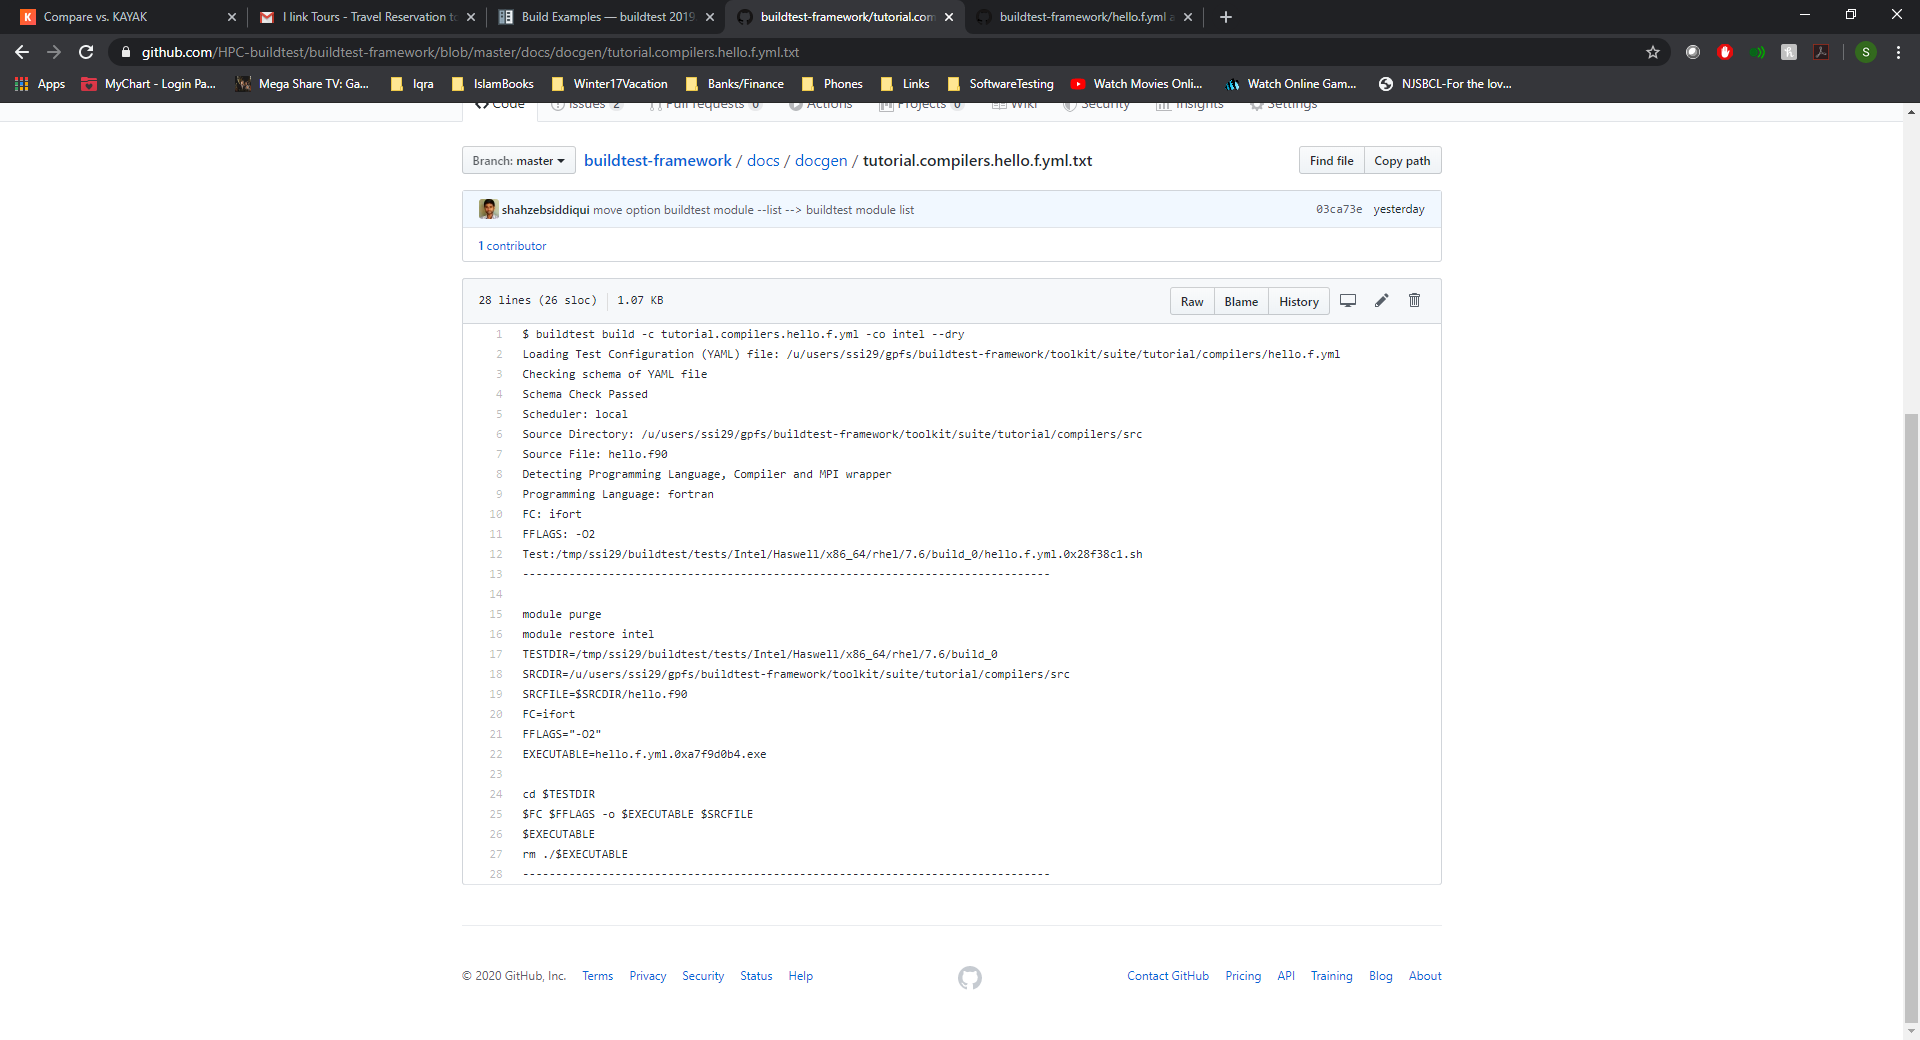 Compare vs. KAYAK
I link Tours - Travel Reservation to
Build Examples — buildtest 2019.
buildtest-framework/tutorial.com
buildtest-framework/hello.f.yml a
github.com/HPC-buildtest/buildtest-framework/blob/master/docs/docgen/tutorial.compilers.hello.f.yml.txt
S
Apps
MyChart - Login Pa...
Mega Share TV: Ga...
Iqra
IslamBooks
Winter17Vacation
Banks/Finance
Phones
Links
SoftwareTesting
Watch Movies Onli...
Watch Online Gam...
NJSBCL-For the lov...
Code
Issues 2
Pull requests 0
Actions
Projects 0
Wiki
Security
Insights
Settings
Branch: master
buildtest-framework / docs / docgen / tutorial.compilers.hello.f.yml.txt
Find file
Copy path
shahzebsiddiqui move option buildtest module --list --> buildtest module list
03ca73e yesterday
1 contributor
28 lines (26 sloc) | 1.07 KB
Raw
Blame
History
1 $ buildtest build -c tutorial.compilers.hello.f.yml -co intel --dry
2 Loading Test Configuration (YAML) file: /u/users/ssi29/gpfs/buildtest-framework/toolkit/suite/tutorial/compilers/hello.f.yml
3 Checking schema of YAML file
4 Schema Check Passed
5 Scheduler: local
6 Source Directory: /u/users/ssi29/gpfs/buildtest-framework/toolkit/suite/tutorial/compilers/src
7 Source File: hello.f90
8 Detecting Programming Language, Compiler and MPI wrapper
9 Programming Language: fortran
10 FC: ifort
11 FFLAGS: -O2
12 Test:/tmp/ssi29/buildtest/tests/Intel/Haswell/x86_64/rhel/7.6/build_0/hello.f.yml.0x28f38c1.sh
13 --------------------------------------------------------------------------------
14
15 module purge
16 module restore intel
17 TESTDIR=/tmp/ssi29/buildtest/tests/Intel/Haswell/x86_64/rhel/7.6/build_0
18 SRCDIR=/u/users/ssi29/gpfs/buildtest-framework/toolkit/suite/tutorial/compilers/src
19 SRCFILE=$SRCDIR/hello.f90
20 FC=ifort
21 FFLAGS="-O2"
22 EXECUTABLE=hello.f.yml.0xa7f9d0b4.exe
23
24 cd $TESTDIR
25 $FC $FFLAGS -o $EXECUTABLE $SRCFILE
26 $EXECUTABLE
27 rm ./$EXECUTABLE
28 --------------------------------------------------------------------------------
© 2020 GitHub, Inc. Terms Privacy Security Status Help
Contact GitHub Pricing API Training Blog About